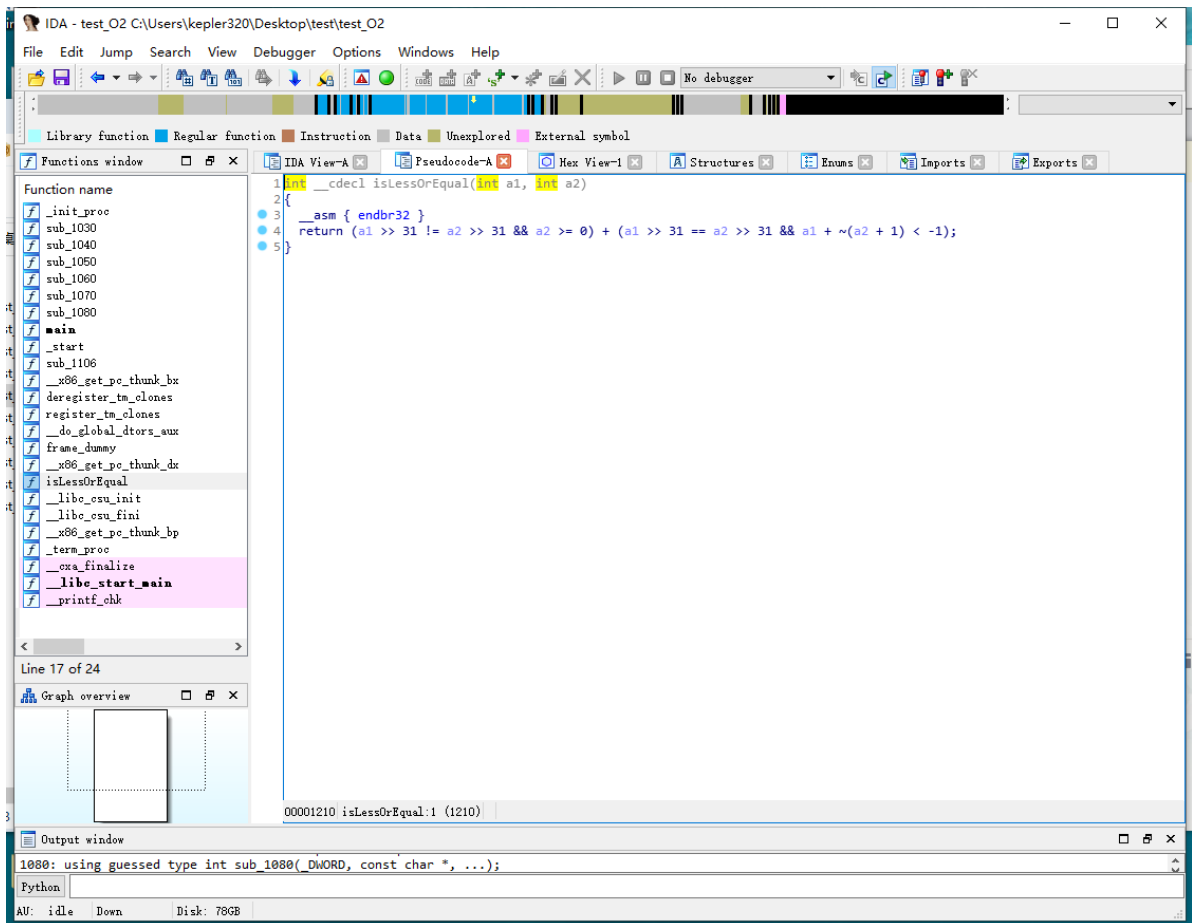 IDA - test_O2 C:\Users\kepler320\Desktop\test\test_O2
File Edit Jump Search View Debugger Options Windows Help
No debugger
Library function Regular function Instruction Data Unexplored External symbol
Functions window
IDA View-A Pseudocode-A Hex View-1 Structures Enums Imports Exports
Function name
_init_proc
sub_1030
sub_1040
sub_1050
sub_1060
sub_1070
sub_1080
main
_start
sub_1106
__x86_get_pc_thunk_bx
deregister_tm_clones
register_tm_clones
__do_global_dtors_aux
frame_dummy
__x86_get_pc_thunk_dx
isLessOrEqual
__libc_csu_init
__libc_csu_fini
__x86_get_pc_thunk_bp
_term_proc
__cxa_finalize
__libc_start_main
__printf_chk
Line 17 of 24
Graph overview
1 int __cdecl isLessOrEqual(int a1, int a2)
2 {
3 __asm { endbr32 }
4 return (a1 >> 31 != a2 >> 31 && a2 >= 0) + (a1 >> 31 == a2 >> 31 && a1 + ~(a2 + 1) < -1);
5 }
00001210 isLessOrEqual:1 (1210)
Output window
1080: using guessed type int sub_1080(_DWORD, const char *, ...);
Python
AU: idle Down Disk: 78GB